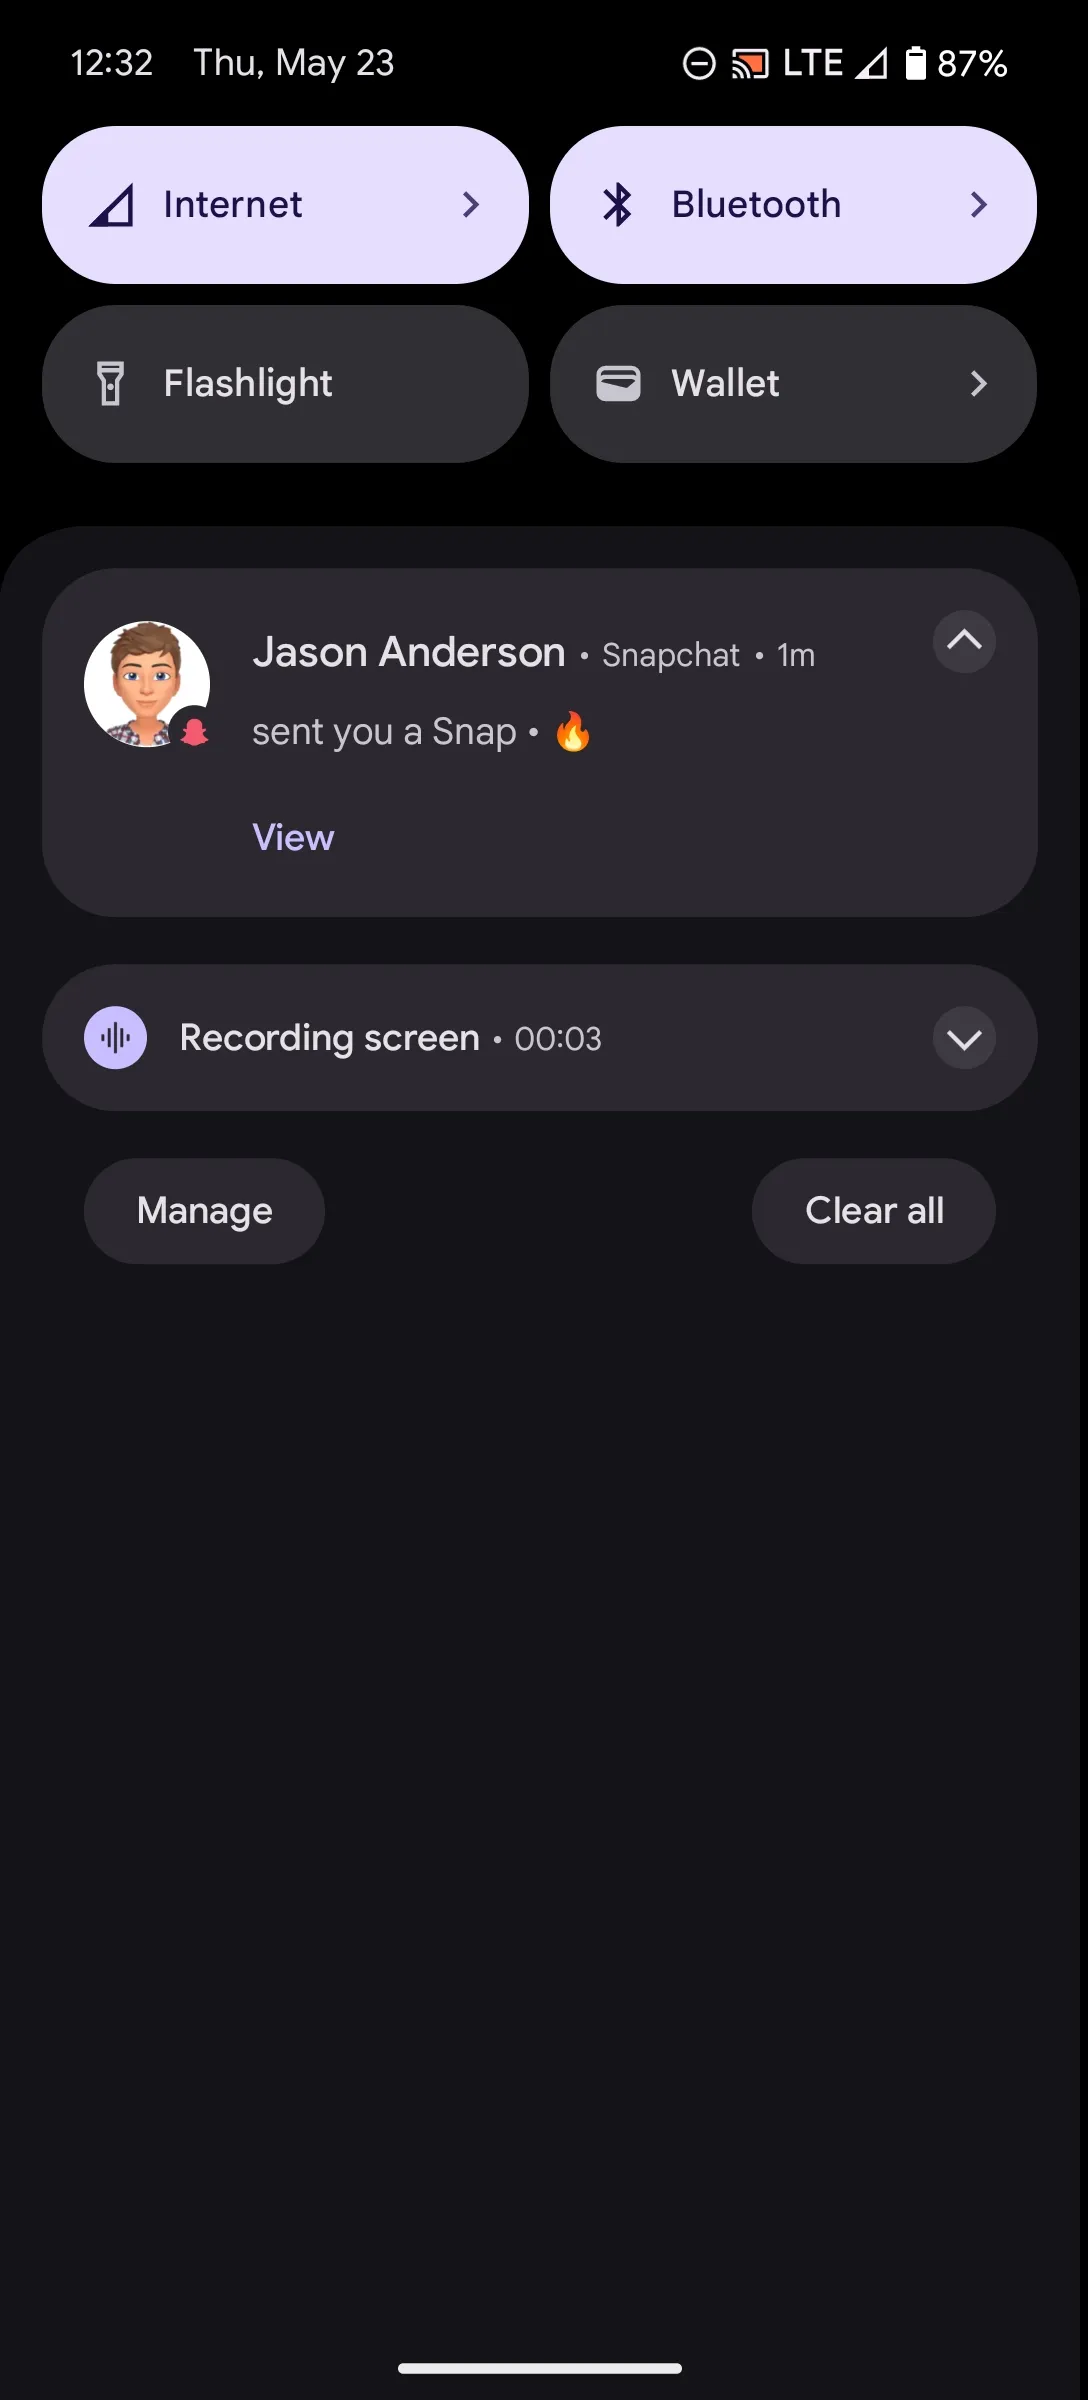 12:32 Thu, May 23 LTE 87%
Internet Bluetooth
Flashlight Wallet
Jason Anderson • Snapchat • 1m
sent you a Snap • 🔥
View
Recording screen • 00:03
Manage Clear all